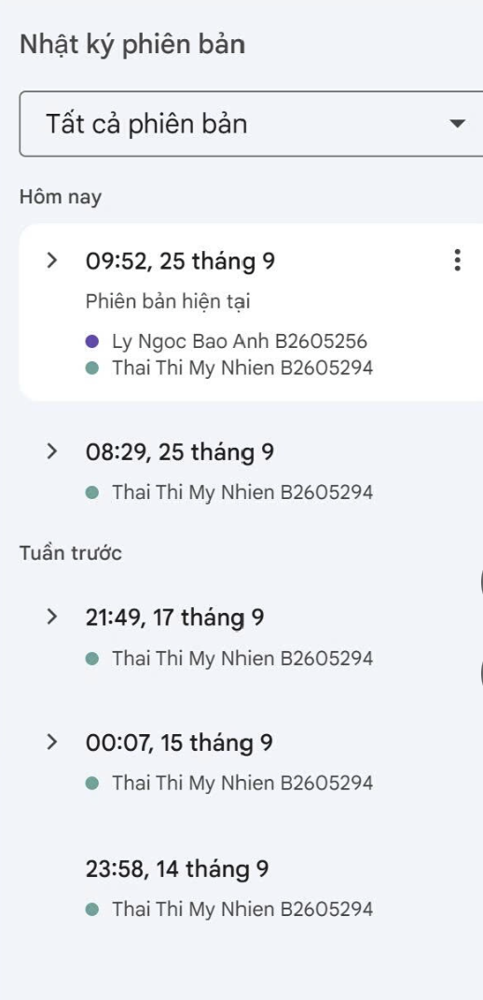 Nhật ký phiên bản
Tất cả phiên bản
Hôm nay
09:52, 25 tháng 9
Phiên bản hiện tại
Ly Ngoc Bao Anh B2605256
Thai Thi My Nhien B2605294
08:29, 25 tháng 9
Thai Thi My Nhien B2605294
Tuần trước
21:49, 17 tháng 9
Thai Thi My Nhien B2605294
00:07, 15 tháng 9
Thai Thi My Nhien B2605294
23:58, 14 tháng 9
Thai Thi My Nhien B2605294